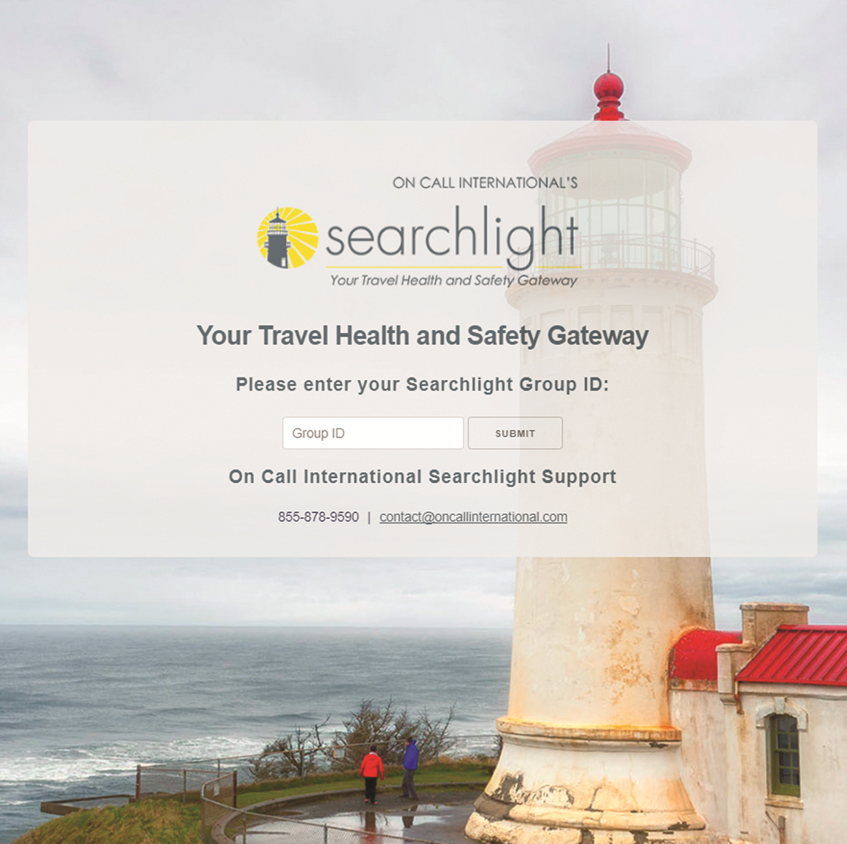 ON CALL INTERNATIONAL'S
searchlight
Your Travel Health and Safety Gateway
Your Travel Health and Safety Gateway
Please enter your Searchlight Group ID:
Group ID SUBMIT
On Call International Searchlight Support
855-878-9590 | contact@oncallinternational.com